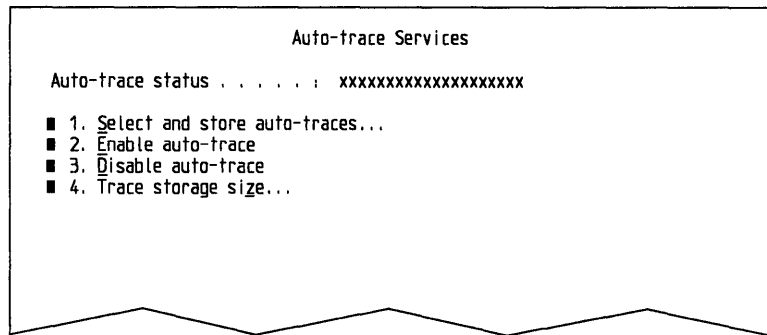 Auto-trace Services
Auto-trace status . . . . . : xxxxxxxxxxxxxxxxxxxx
■ 1. Select and store auto-traces...
■ 2. Enable auto-trace
■ 3. Disable auto-trace
■ 4. Trace storage size...